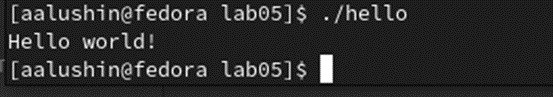 [aalushin@fedora lab05]$ ./hello
Hello world!
[aalushin@fedora lab05]$